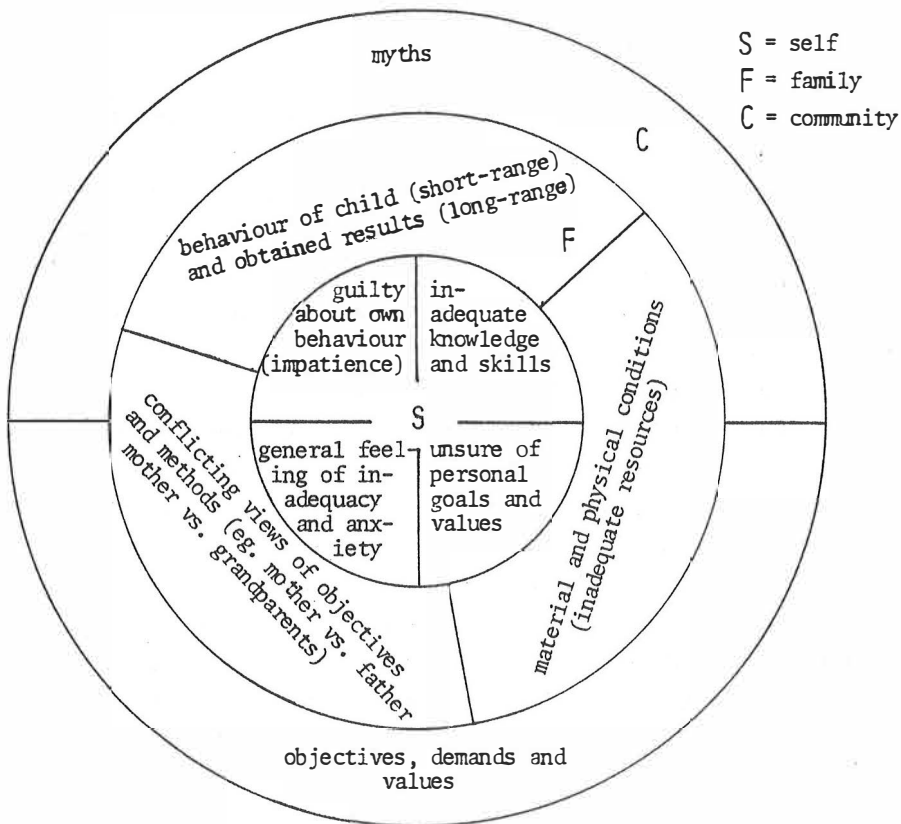 myths
S = self
F = family
C = community
C
behaviour of child (short-range)
and obtained results (long-range)
F
guilty
about own
behaviour
(impatience)
in-
adequate
knowledge
and skills
S
general feel-
ing of in-
adequacy
and anx-
iety
unsure of
personal
goals and
values
conflicting views of objectives
and methods (eg. mother vs. father
mother vs. grandparents)
material and physical conditions
(inadequate resources)
objectives, demands and
values